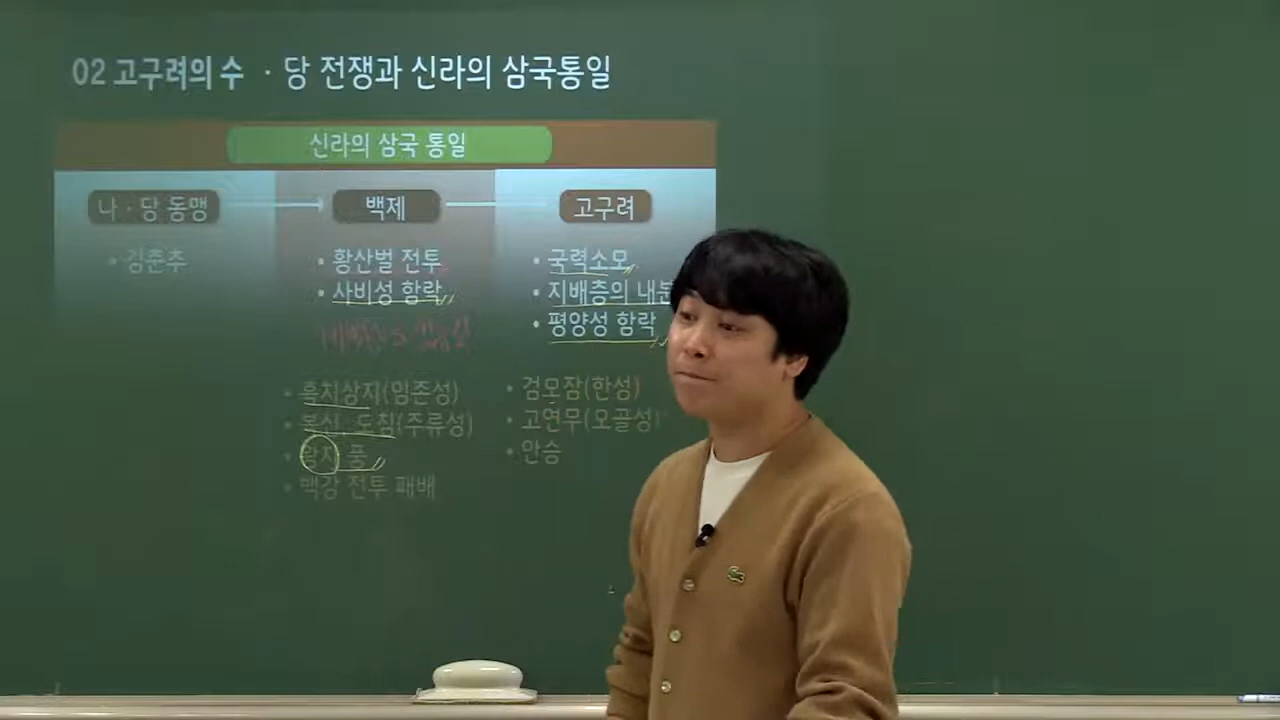 02 고구려의 수 · 당 전쟁과 신라의 삼국통일
신라의 삼국 통일
나 · 당 동맹
• 김춘추
백제
• 황산벌 전투
• 사비성 함락
• 흑치상지(임존성)
• 복신, 도침(주류성)
• 왕자 풍
• 백강 전투 패배
고구려
• 국력소모
• 지배층의 내분
• 평양성 함락
• 검모잠(한성)
• 고연무(오골성)
• 안승